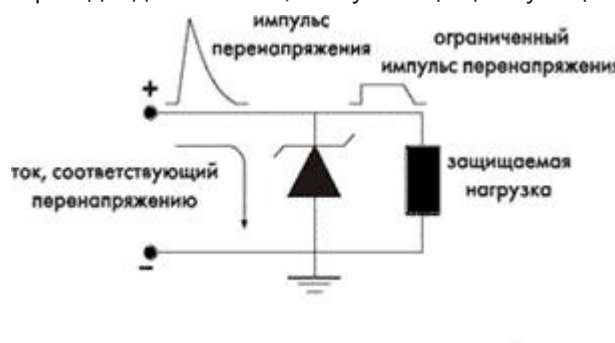 импульс
перенапряжения
ограниченный
импульс перенапряжения
+
ток, соответствующий
перенапряжению
защищаемая
нагрузка
–